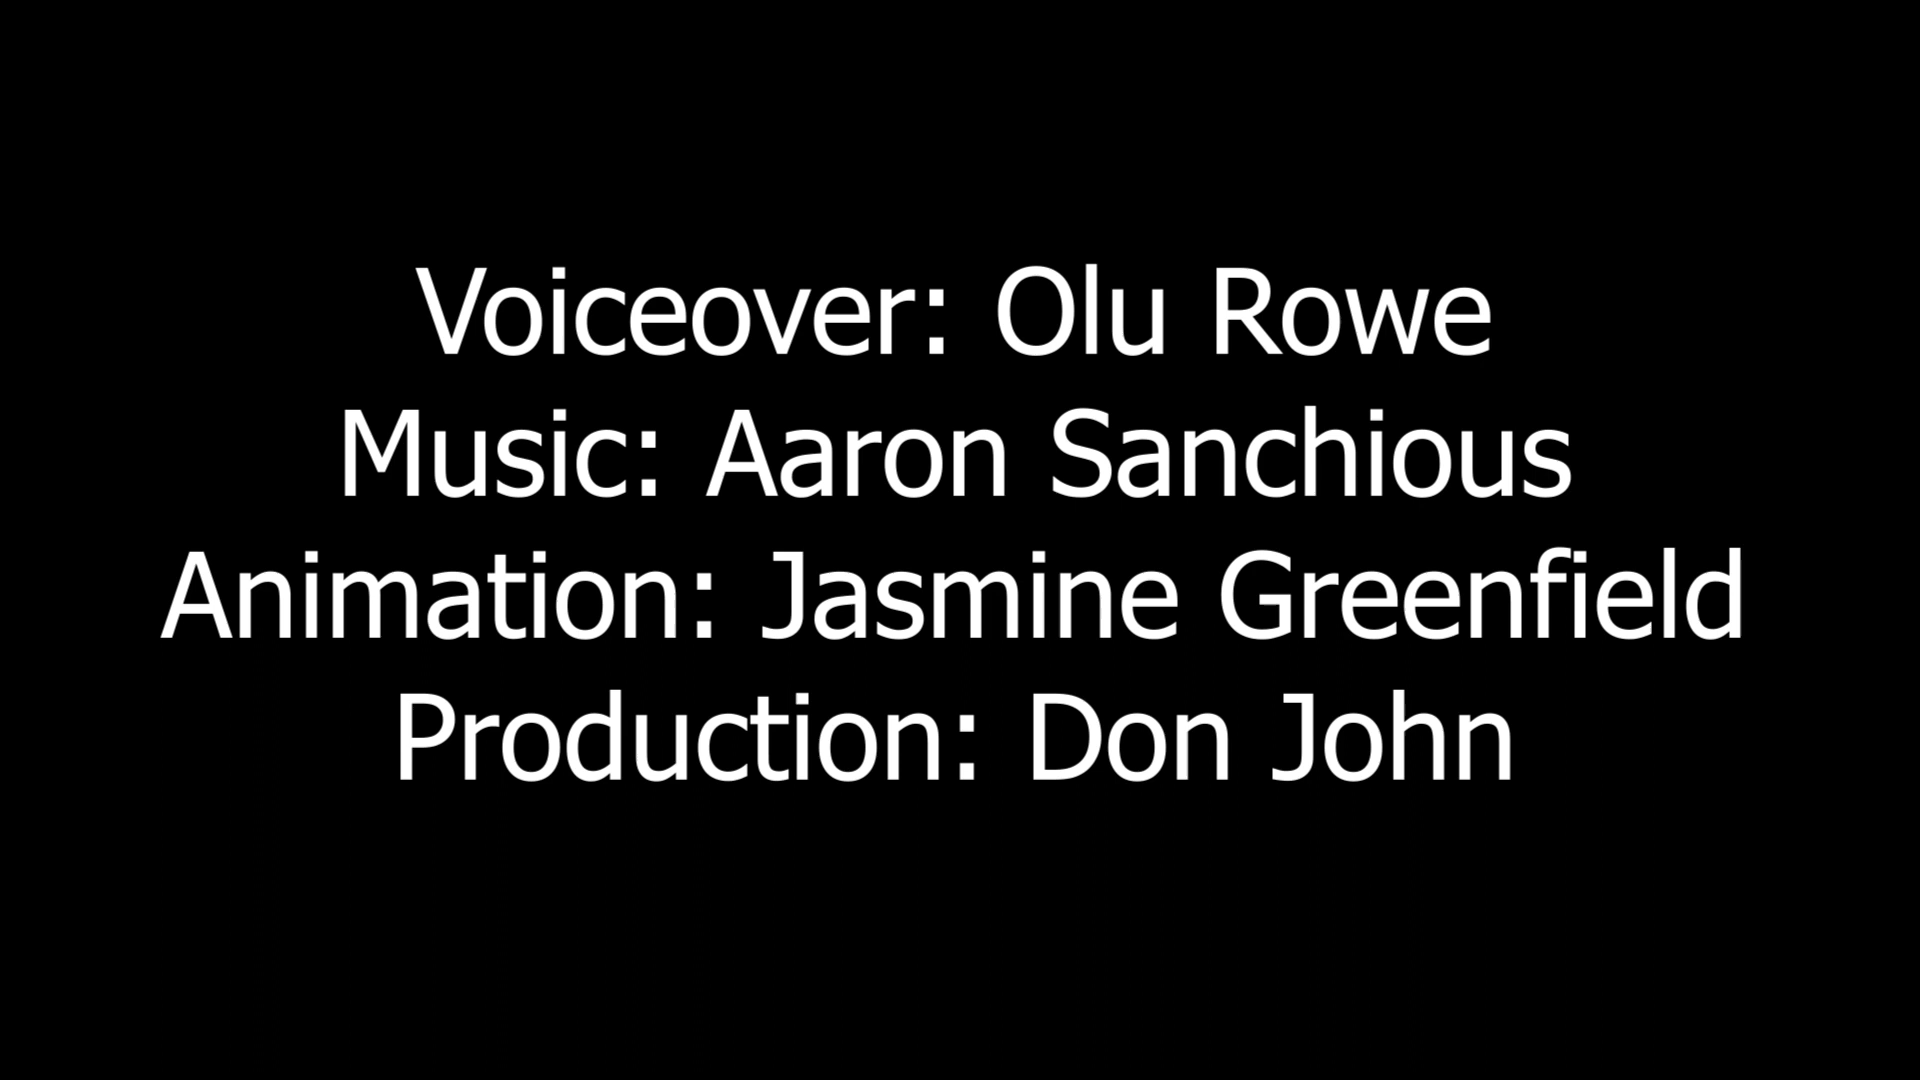 Voiceover: Olu Rowe
Music: Aaron Sanchious
Animation: Jasmine Greenfield
Production: Don John